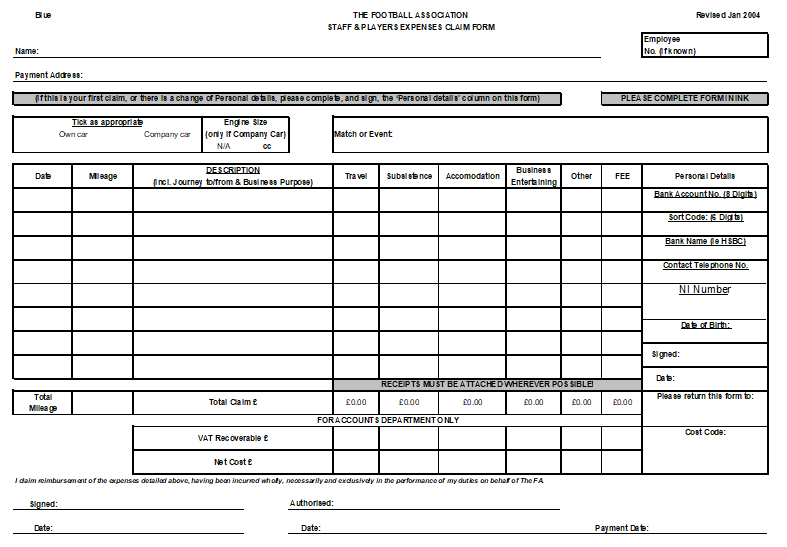 Blue THE FOOTBALL ASSOCIATION Revised Jan 2004
STAFF & PLAYERS EXPENSES CLAIM FORM
Employee
Name: No. (if known)
Payment Address:
(If this is your first claim, or there is a change of Personal details, please complete, and sign, the 'Personal details' column on this form) PLEASE COMPLETE FORM IN INK
Tick as appropriate Engine Size
Own car Company car (only if Company Car) Match or Event:
N/A cc
Date Mileage DESCRIPTION Travel Subsistence Accomodation Business Other FEE Personal Details
(Incl. Journey to/from & Business Purpose) Entertaining
Bank Account No. (8 Digits)
Sort Code: (6 Digits)
Bank Name (ie HSBC)
Contact Telephone No.
NI Number
Date of Birth:
Signed:
Date:
RECEIPTS MUST BE ATTACHED WHEREVER POSSIBLE!
Total Please return this form to:
Mileage Total Claim £ £0.00 £0.00 £0.00 £0.00 £0.00 £0.00
FOR ACCOUNTS DEPARTMENT ONLY
VAT Recoverable £ Cost Code:
Net Cost £
I claim reimbursement of the expenses detailed above, having been incurred wholly, necessarily and exclusively in the performance of my duties on behalf of The FA.
Signed: Authorised:
Date: Date: Payment Date: